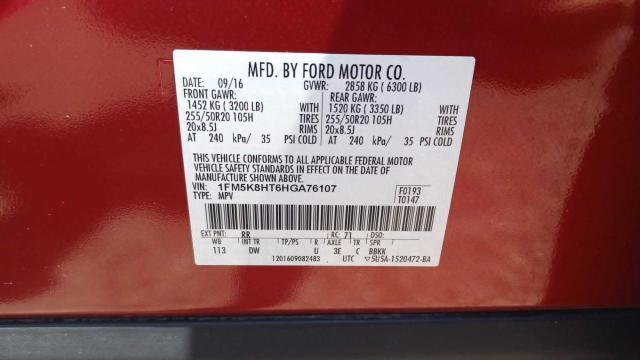 MFD. BY FORD MOTOR CO.
DATE: 09/16 GVWR: 2858 KG ( 6300 LB)
FRONT GAWR: REAR GAWR:
1452 KG ( 3200 LB) WITH 1520 KG ( 3350 LB) WITH
255/50R20 105H TIRES 255/50R20 105H TIRES
20x8.5J RIMS 20x8.5J RIMS
AT 240 kPa/ 35 PSI COLD AT 240 kPa/ 35 PSI COLD
THIS VEHICLE CONFORMS TO ALL APPLICABLE FEDERAL MOTOR
VEHICLE SAFETY AND THEFT PREVENTION STANDARDS IN EFFECT ON THE DATE OF MANUFACTURE SHOWN ABOVE.
VIN: 1FM5K8HT6HGA76107 F0193
TYPE: MPV T0147
EXT PNT: RR RC: 71 DSO:
WB INT TR TP/PS R AXLE TR SPR
113 DW U 3E C BBKK
1201609082483 UTC 5U5A-1520472-BA